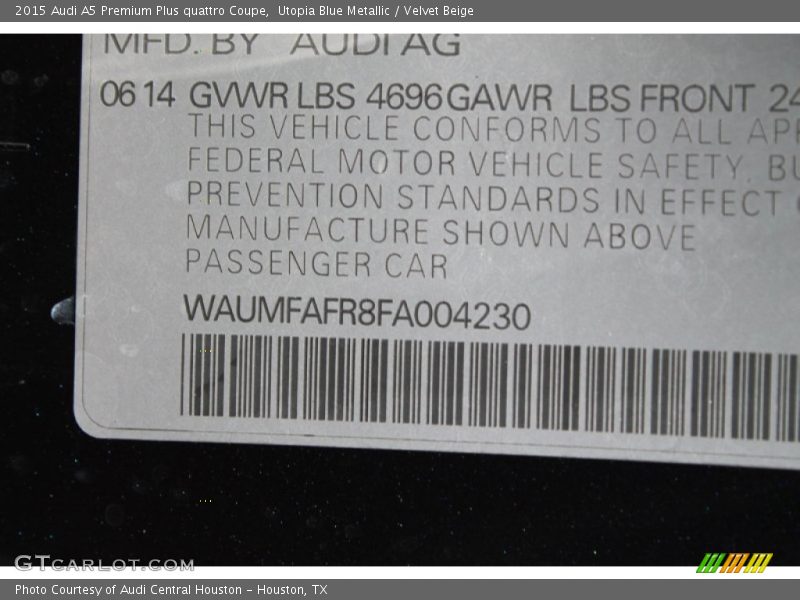 2015 Audi A5 Premium Plus quattro Coupe,  Utopia Blue Metallic / Velvet Beige
MFD. BY AUDI AG
06 14 GVWR LBS 4696 GAWR LBS FRONT 24
THIS VEHICLE CONFORMS TO ALL
FEDERAL MOTOR VEHICLE SAFETY,
PREVENTION STANDARDS IN EFFECT
MANUFACTURE SHOWN ABOVE
PASSENGER CAR
WAUMFAFR8FA004230
GTCARLOT.COM
Photo Courtesy of Audi Central Houston - Houston, TX